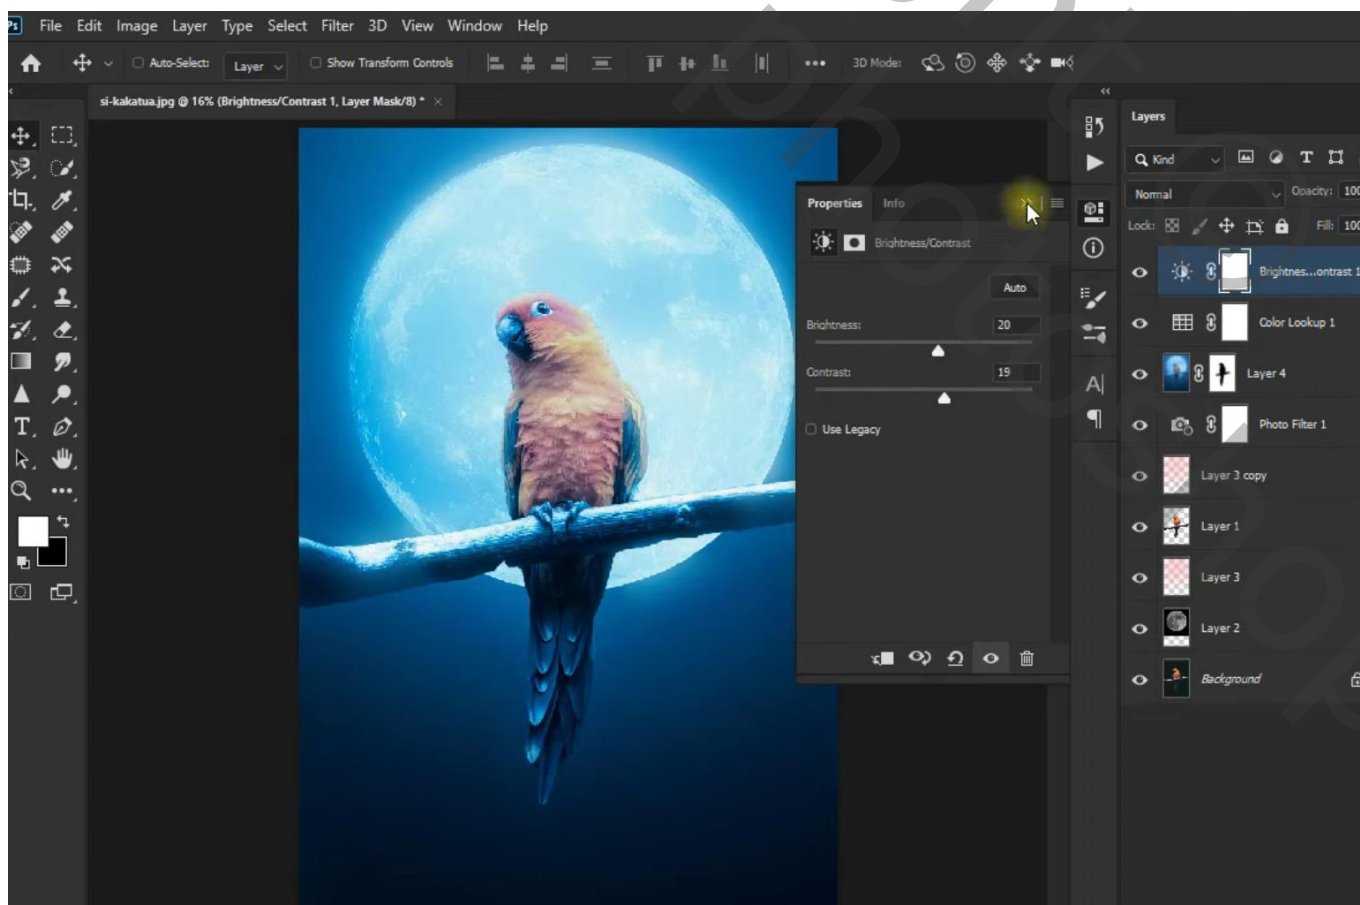 Ps File Edit Image Layer Type Select Filter 3D View Window Help
Auto-Select: Layer Show Transform Controls 3D Mode:
si-kakatua.jpg @ 16% (Brightness/Contrast 1, Layer Mask/8) * ×
Layers
Kind
Normal Opacity: 100
Lock: Fill: 100
Properties Info
Brightness/Contrast
Auto
Brightness: 20
Contrast: 19
Use Legacy
Brightnes...ontrast 1
Color Lookup 1
Layer 4
Photo Filter 1
Layer 3 copy
Layer 1
Layer 3
Layer 2
Background